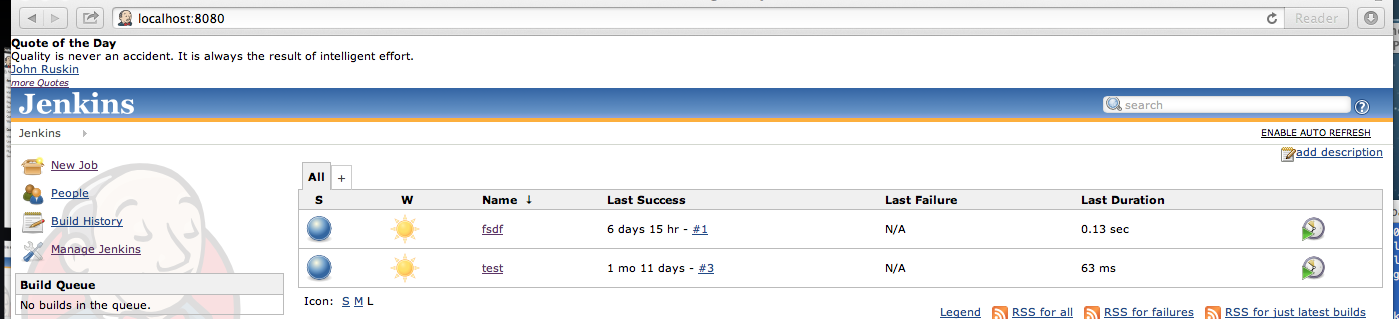 localhost:8080
Reader
Quote of the Day
Quality is never an accident. It is always the result of intelligent effort.
John Ruskin
more Quotes
Jenkins
search
?
Jenkins
ENABLE AUTO REFRESH
add description
New Job
People
Build History
Manage Jenkins
Build Queue
No builds in the queue.
All +
S W Name ↓ Last Success Last Failure Last Duration
fsdf 6 days 15 hr - #1 N/A 0.13 sec
test 1 mo 11 days - #3 N/A 63 ms
Icon: S M L
Legend RSS for all RSS for failures RSS for just latest builds